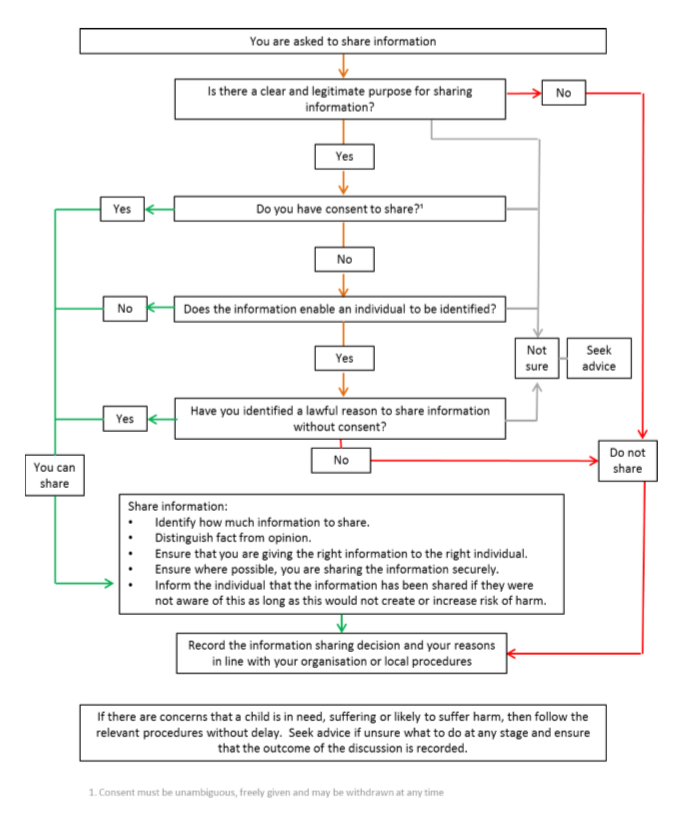 You are asked to share information
Is there a clear and legitimate purpose for sharing
information?
No
Yes
Yes
Do you have consent to share?¹
No
No
Does the information enable an individual to be identified?
Yes
Not
sure
Seek
advice
Yes
Have you identified a lawful reason to share information
without consent?
No
Do not
share
You can
share
Share information:
• Identify how much information to share.
• Distinguish fact from opinion.
• Ensure that you are giving the right information to the right individual.
• Ensure where possible, you are sharing the information securely.
• Inform the individual that the information has been shared if they
were
not aware of this as long as this would not create or increase risk of harm.
Record the information sharing decision and your reasons
in line with your organisation or local procedures
If there are concerns that a child is in need, suffering or likely to suffer harm, then follow the
relevant procedures without delay. Seek advice if unsure what to do at any stage and ensure
that the outcome of the discussion is recorded.
1. Consent must be unambiguous, freely given and may be withdrawn at any time